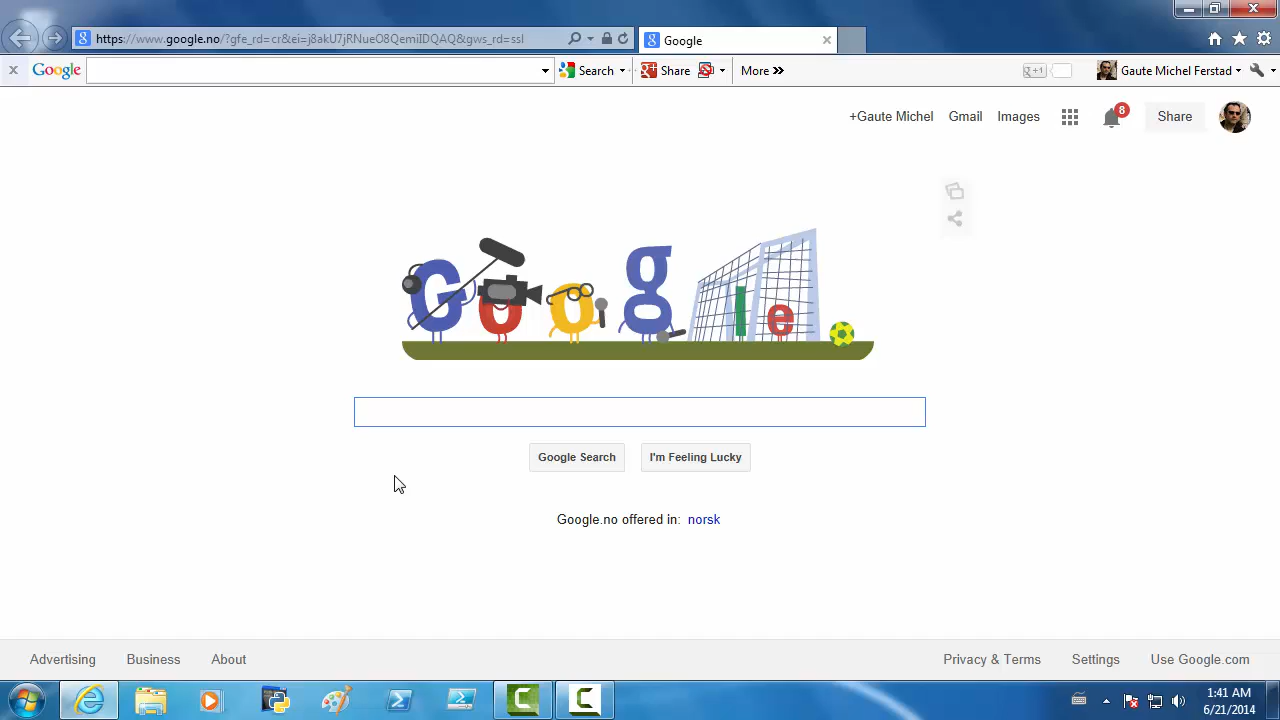 https://www.google.no/?gfe_rd=cr&ei=j8akU7jRNueO8QemiIDQAQ&gws_rd=ssl
Google
Google
Search
Share
More »
g+1
Gaute Michel Ferstad
+Gaute Michel
Gmail
Images
8
Share
Google
Google Search
I'm Feeling Lucky
Google.no offered in: norsk
Advertising
Business
About
Privacy & Terms
Settings
Use Google.com
1:41 AM
6/21/2014